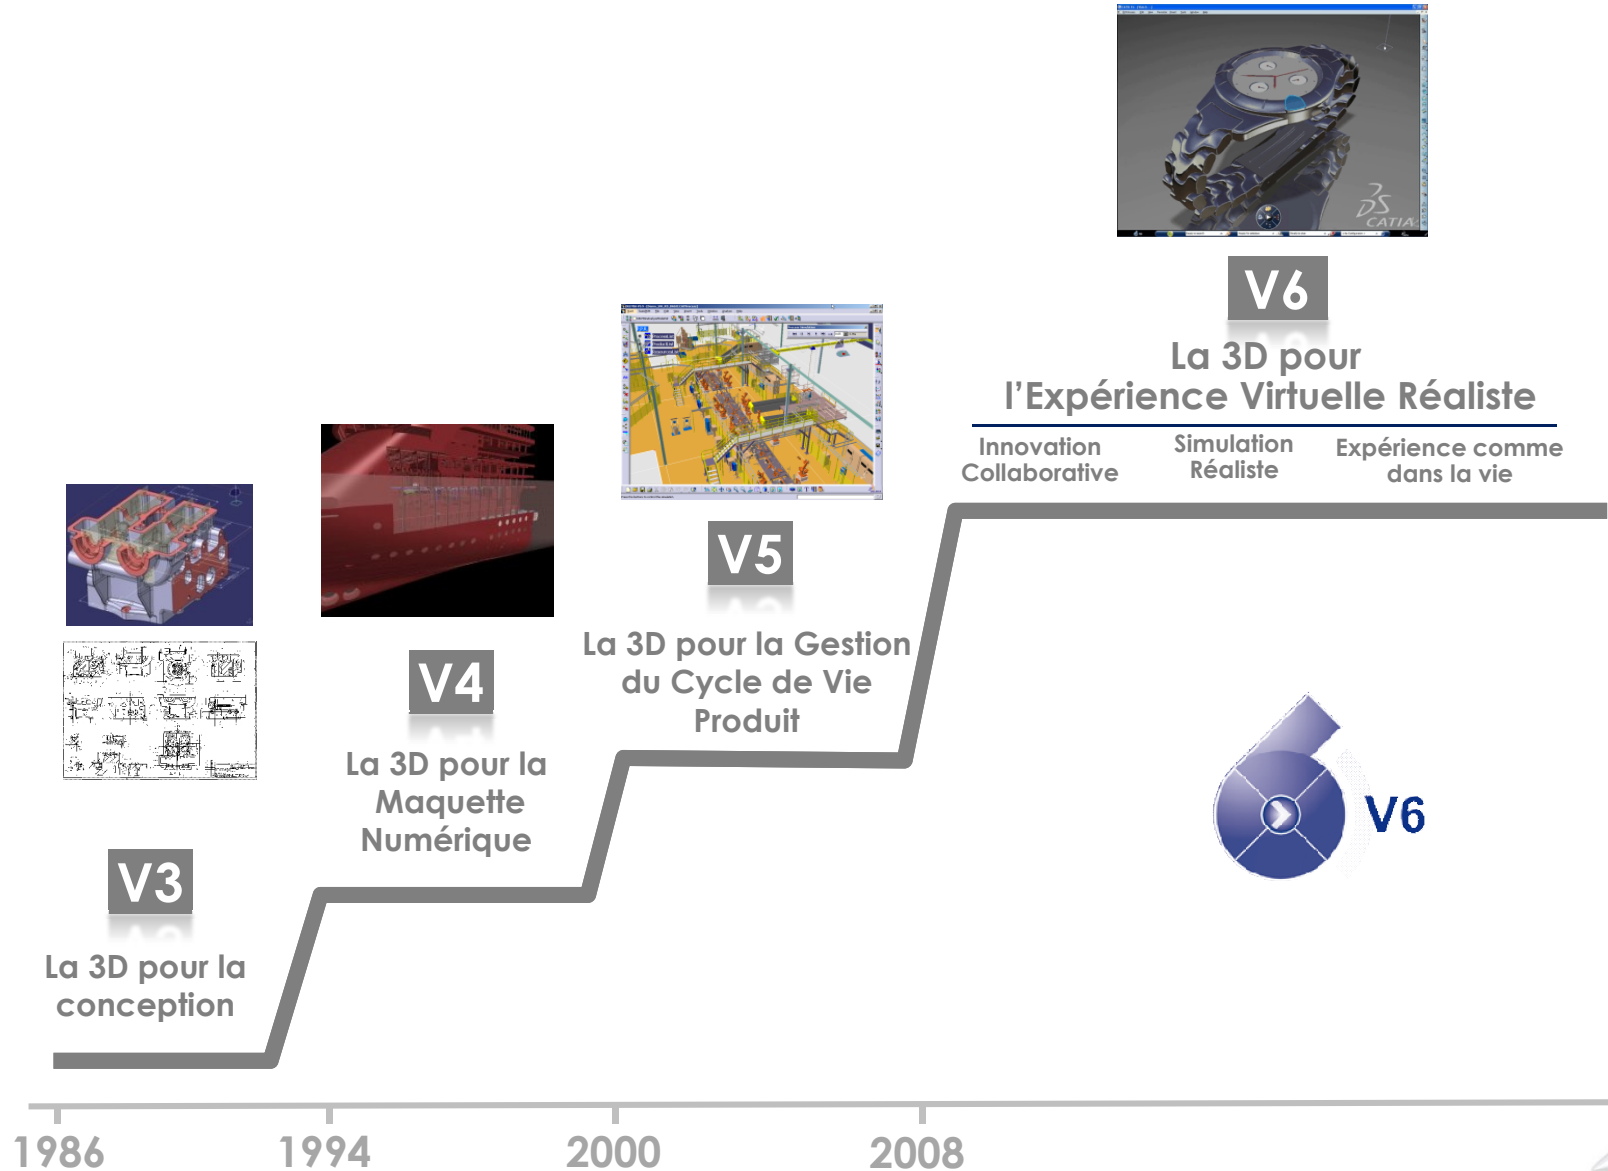 DS
CATIA
V6
La 3D pour
l'Expérience Virtuelle Réaliste
Innovation
Collaborative
Simulation
Réaliste
Expérience comme
dans la vie
V5
La 3D pour la Gestion
du Cycle de Vie
Produit
V4
La 3D pour la
Maquette
Numérique
V3
La 3D pour la
conception
V6
1986
1994
2000
2008